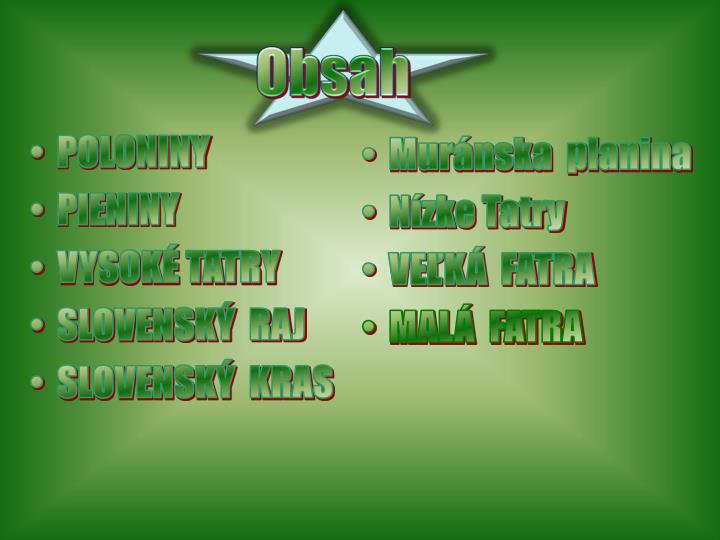 Obsah
• POLONINY
• PIENINY
• VYSOKÉ TATRY
• SLOVENSKÝ RAJ
• SLOVENSKÝ KRAS
• Muránska planina
• Nízke Tatry
• VEĽKÁ FATRA
• MALÁ FATRA